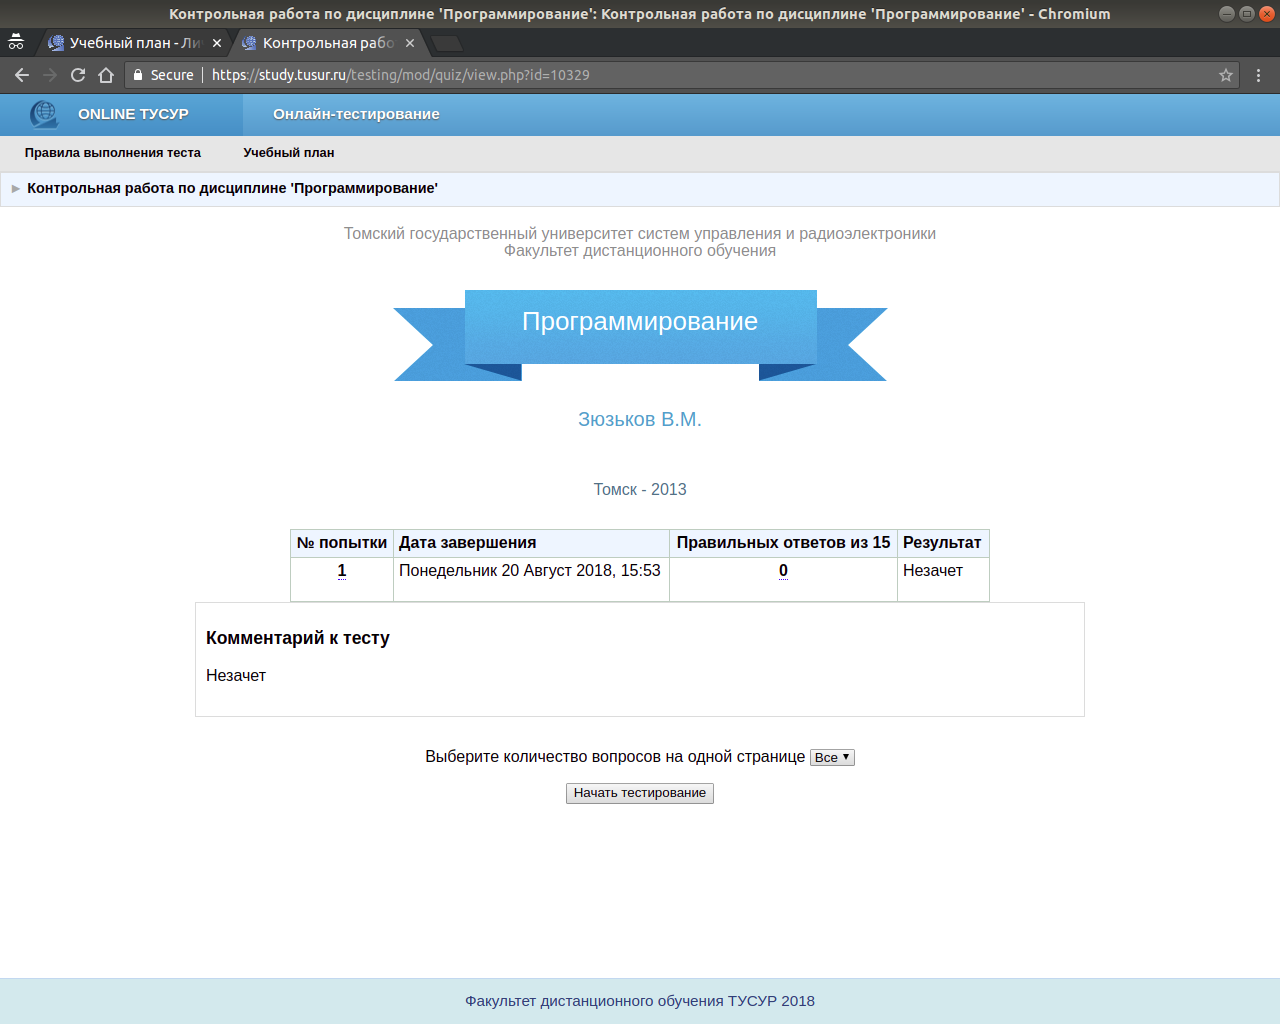 Контрольная работа по дисциплине 'Программирование': Контрольная работа по дисциплине 'Программирование' - Chromium
Учебный план - Ли
Контрольная рабо
Secure https://study.tusur.ru/testing/mod/quiz/view.php?id=10329
ONLINE ТУСУР Онлайн-тестирование
Правила выполнения теста Учебный план
Контрольная работа по дисциплине 'Программирование'
Томский государственный университет систем управления и радиоэлектроники
Факультет дистанционного обучения
Программирование
Зюзьков В.М.
Томск - 2013
№ попытки Дата завершения Правильных ответов из 15 Результат
1 Понедельник 20 Август 2018, 15:53 0 Незачет
Комментарий к тесту
Незачет
Выберите количество вопросов на одной странице Все
Начать тестирование
Факультет дистанционного обучения ТУСУР 2018